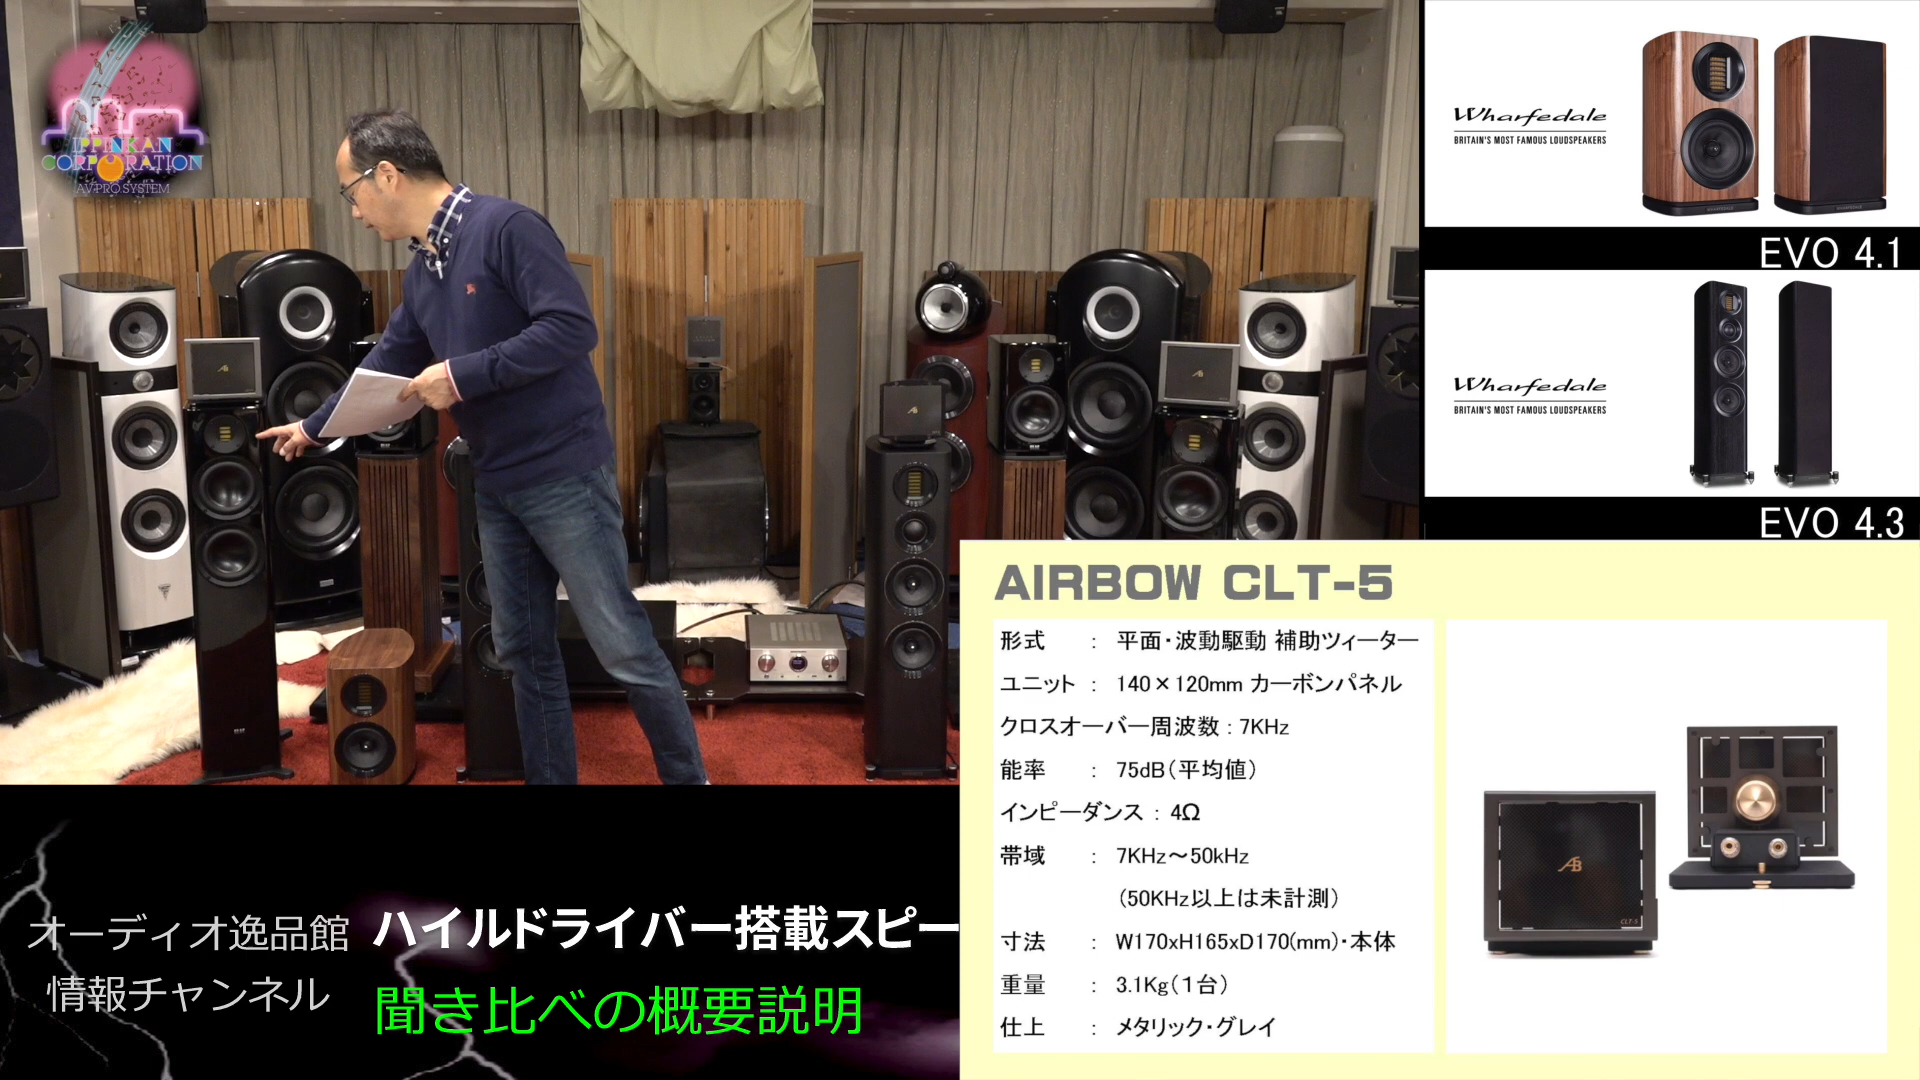 IPPINKAN
CORPORATION
AV-PRO SYSTEM
Wharfedale
BRITAIN'S MOST FAMOUS LOUDSPEAKERS
EVO 4.1
Wharfedale
BRITAIN'S MOST FAMOUS LOUDSPEAKERS
EVO 4.3
AIRBOW CLT-5
形式 : 平面・波動駆動 補助ツィーター
ユニット : 140×120mm カーボンパネル
クロスオーバー周波数 : 7KHz
能率 : 75dB(平均値)
インピーダンス : 4Ω
帯域 : 7KHz～50kHz
(50KHz以上は未計測)
寸法 : W170xH165xD170(mm)・本体
重量 : 3.1Kg(1台)
仕上 : メタリック・グレイ
AB
CLT-5
オーディオ逸品館
情報チャンネル
ハイルドライバー搭載スピー
聞き比べの概要説明